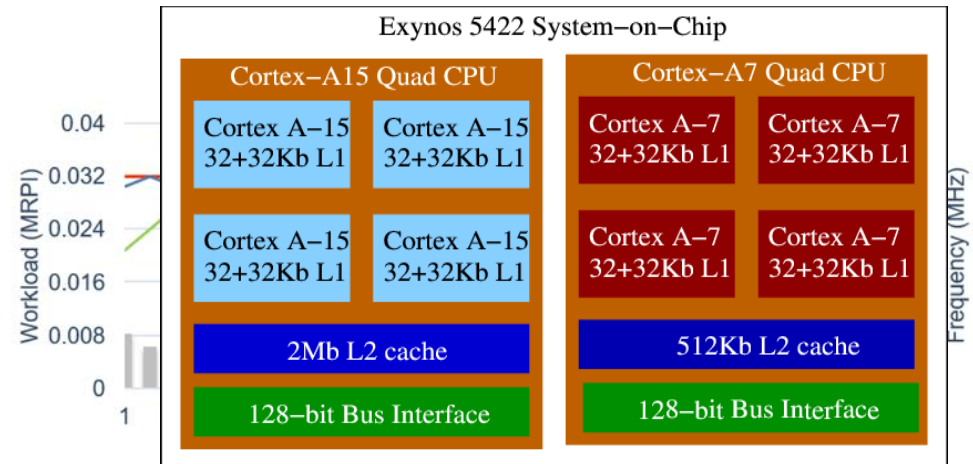 Exynos 5422 System−on−Chip
Cortex−A15 Quad CPU
Cortex A−15
32+32Kb L1
Cortex A−15
32+32Kb L1
Cortex A−15
32+32Kb L1
Cortex A−15
32+32Kb L1
2Mb L2 cache
128−bit Bus Interface
Cortex−A7 Quad CPU
Cortex A−7
32+32Kb L1
Cortex A−7
32+32Kb L1
Cortex A−7
32+32Kb L1
Cortex A−7
32+32Kb L1
512Kb L2 cache
128−bit Bus Interface
Workload (MRPI)
0.04
0.032
0.024
0.016
0.008
0
1
Frequency (MHz)